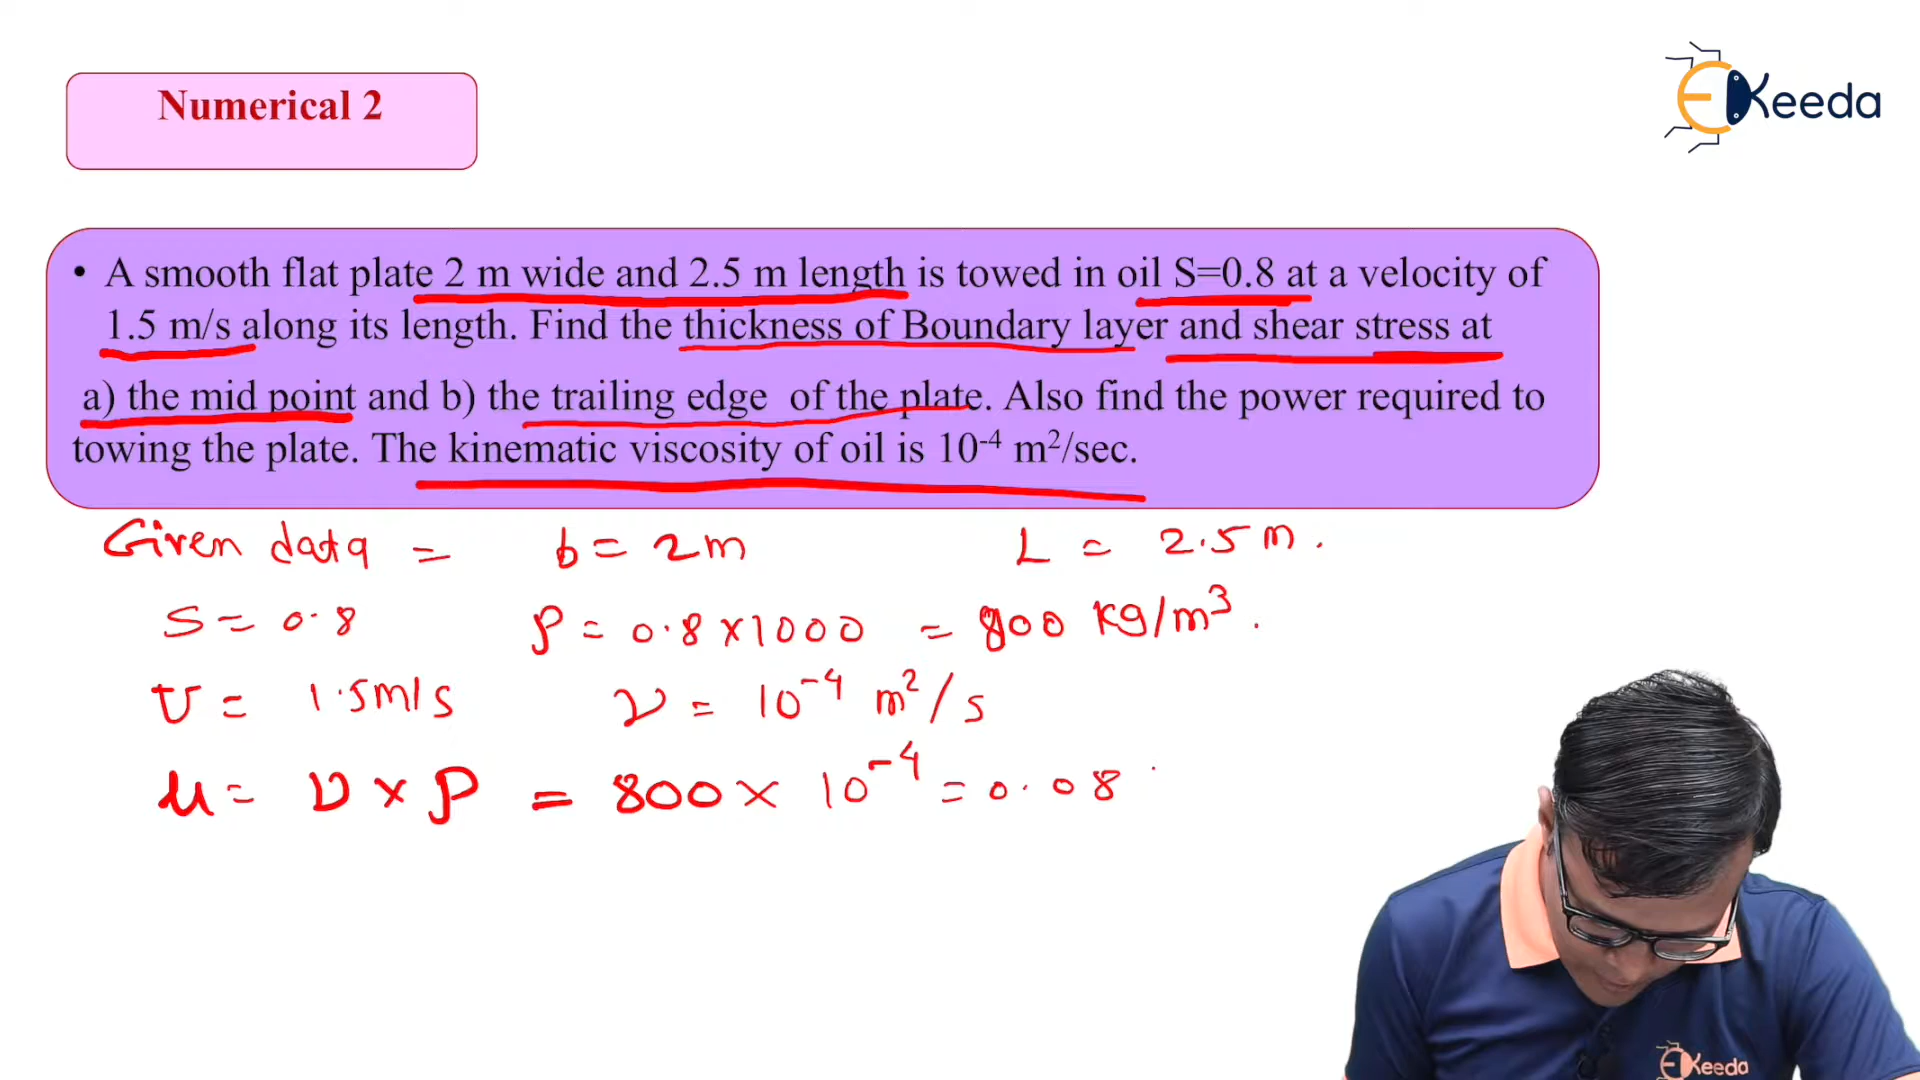 Numerical 2
EKeeda
• A smooth flat plate 2 m wide and 2.5 m length is towed in oil S=0.8 at a velocity of
1.5 m/s along its length. Find the thickness of Boundary layer and shear stress at
a) the mid point and b) the trailing edge of the plate. Also find the power required to
towing the plate. The kinematic viscosity of oil is 10⁻⁴ m²/sec.
Given data = b = 2m L = 2.5 m.
S = 0.8 ρ = 0.8 x 1000 = 800 kg/m³.
U = 1.5 m/s ν = 10⁻⁴ m²/s
μ = ν x ρ = 800 x 10⁻⁴ = 0.08
EKeeda